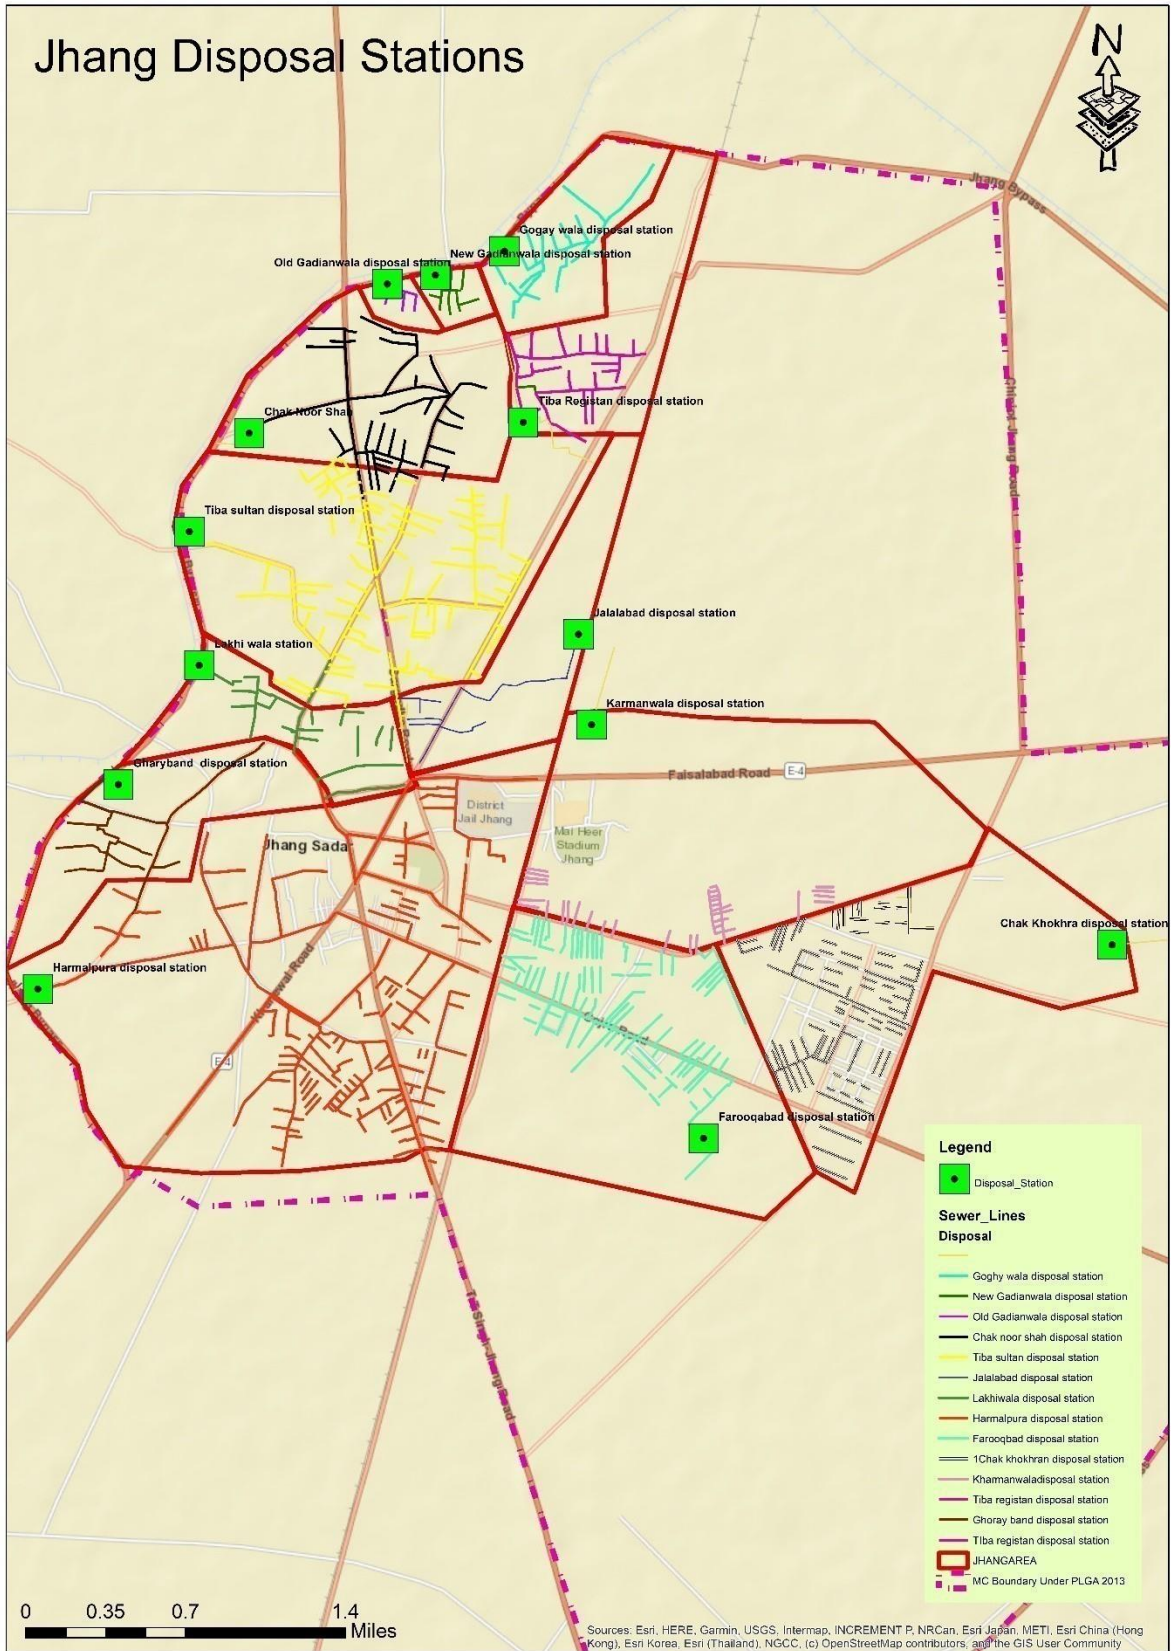 Jhang Disposal Stations
N
Jhang Bypass
Gogay wala disposal station
New Gadianwala disposal station
Old Gadianwala disposal station
Chiniot Jhang Road
Chak Noor Shah
Tiba Registan disposal station
Tiba sultan disposal station
Jalalabad disposal station
Lakhi wala station
Karmanwala disposal station
Gharyband disposal station
Faisalabad Road
E-4
District
Jail Jhang
Mai Heer
Stadium
Jhang
Jhang Sadar
Chak Khokhra disposal station
Harmalpura disposal station
E-4
Farooqabad disposal station
Legend
Disposal_Station
Sewer_Lines
Disposal
Goghy wala disposal station
New Gadianwala disposal station
Old Gadianwala disposal station
Chak noor shah disposal station
Tiba sultan disposal station
Jalalabad disposal station
Lakhiwala disposal station
Harmalpura disposal station
Farooqbad disposal station
1Chak khokhran disposal station
Kharmanwaladisposal station
Tiba registan disposal station
Ghoray band disposal station
TIba registan disposal station
JHANGAREA
MC Boundary Under PLGA 2013
0 0.35 0.7 1.4
Miles
Sources: Esri, HERE, Garmin, USGS, Intermap, INCREMENT P, NRCan, Esri Japan, METI, Esri China (Hong
Kong), Esri Korea, Esri (Thailand), NGCC, (c) OpenStreetMap contributors, and the GIS User Community